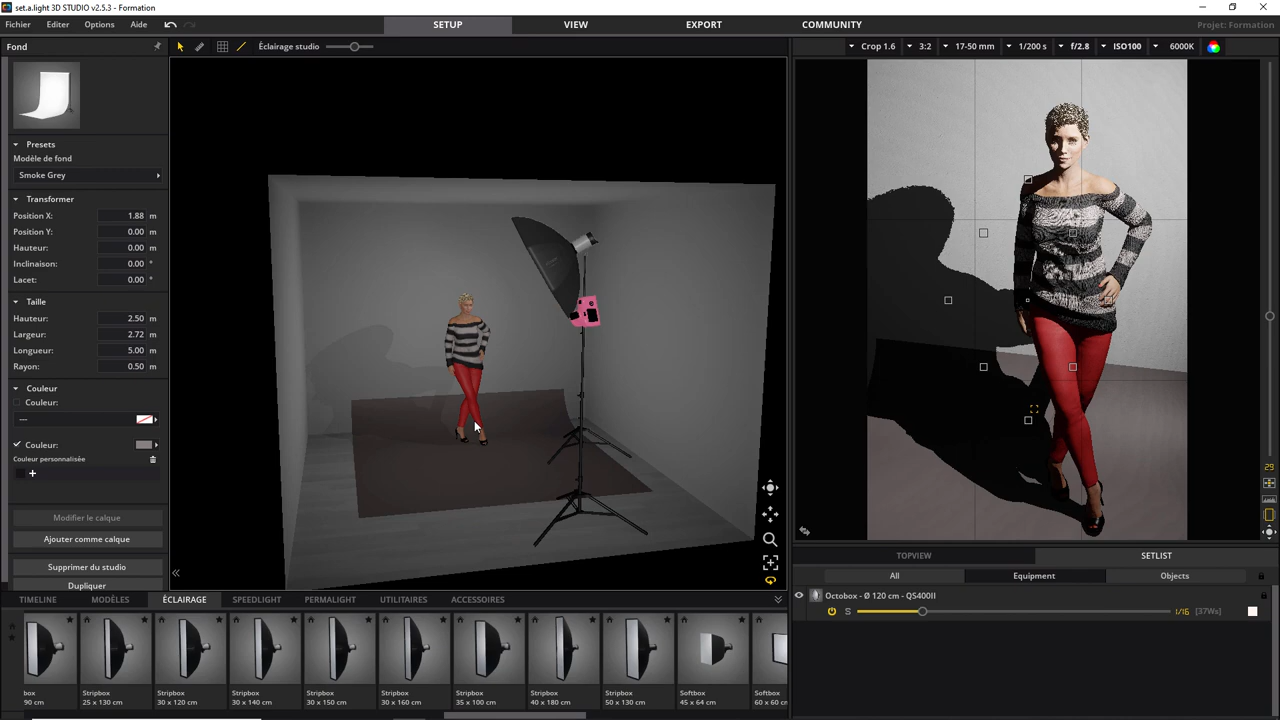 set.a.light 3D STUDIO v2.5.3 - Formation
Fichier Editer Options Aide SETUP VIEW EXPORT COMMUNITY Projet: Formation
Fond Éclairage studio Crop 1.6 3:2 17-50 mm 1/200 s f/2.8 ISO100 6000K
Presets
Modèle de fond
Smoke Grey
Transformer
Position X: 1.88 m
Position Y: 0.00 m
Hauteur: 0.00 m
Inclinaison: 0.00 °
Lacet: 0.00 °
Taille
Hauteur: 2.50 m
Largeur: 2.72 m
Longueur: 5.00 m
Rayon: 0.50 m
Couleur
Couleur:
---
Couleur:
Couleur personnalisée
Modifier le calque
Ajouter comme calque
Supprimer du studio
Dupliquer
29
TOPVIEW SETLIST
All Equipment Objects
Octobox - Ø 120 cm - QS400II
S 1/16 [37Ws]
TIMELINE MODÈLES ÉCLAIRAGE SPEEDLIGHT PERMALIGHT UTILITAIRES ACCESSORIES
box Stripbox Stripbox Stripbox Stripbox Stripbox Stripbox Stripbox Stripbox Softbox Softbox
90 cm 25 x 130 cm 30 x 120 cm 30 x 140 cm 30 x 150 cm 30 x 160 cm 35 x 100 cm 40 x 180 cm 50 x 130 cm 45 x 64 cm 60 x 60 c